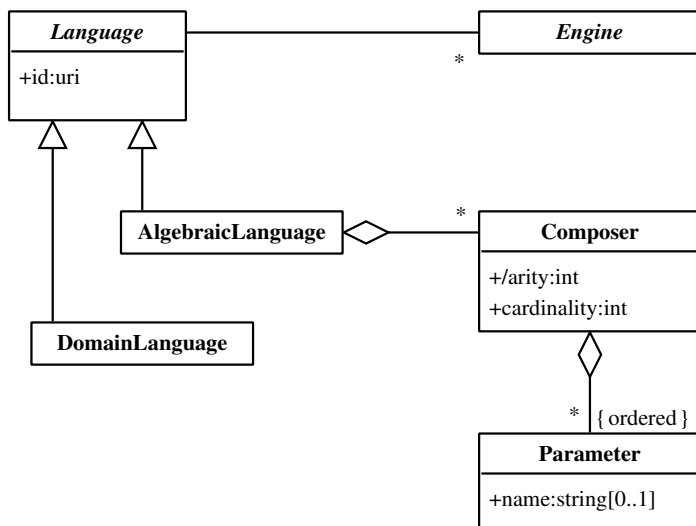 Language
Engine
+id:uri
*
AlgebraicLanguage
*
Composer
+/arity:int
+cardinality:int
DomainLanguage
* {ordered}
Parameter
+name:string[0..1]